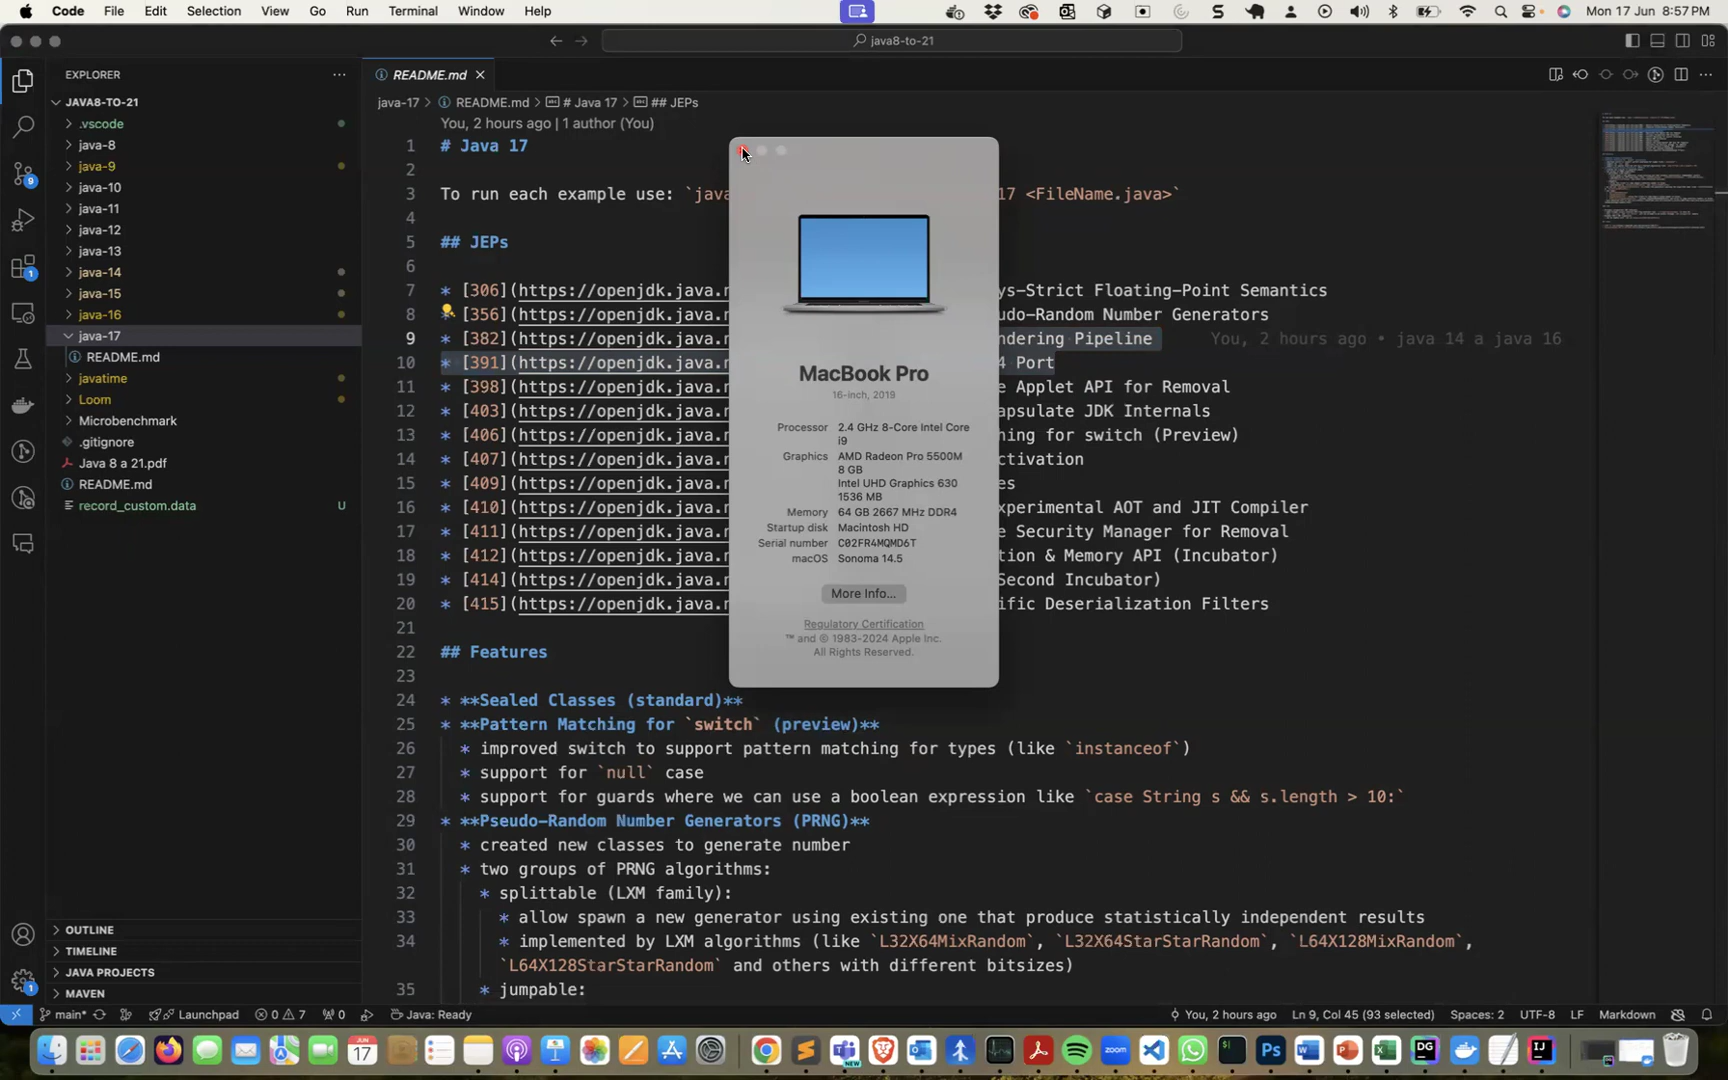 Code File Edit Selection View Go Run Terminal Window Help
Mon 17 Jun 8:57 PM
java8-to-21
EXPLORER
JAVA8-TO-21
.vscode
java-8
java-9
java-10
java-11
java-12
java-13
java-14
java-15
java-16
java-17
README.md
javatime
Loom
Microbenchmark
.gitignore
Java 8 a 21.pdf
README.md
record_custom.data U
OUTLINE
TIMELINE
JAVA PROJECTS
MAVEN
README.md
java-17 > README.md > # Java 17 > ## JEPs
You, 2 hours ago | 1 author (You)
1 # Java 17
2
3 To run each example use: `java 17 <FileName.java>`
4
5 ## JEPs
6
7 * [306](https://openjdk.java.n ys-Strict Floating-Point Semantics
8 * [356](https://openjdk.java.n udo-Random Number Generators
9 * [382](https://openjdk.java.n ndering Pipeline You, 2 hours ago • java 14 a java 16
10 * [391](https://openjdk.java.n 4 Port
11 * [398](https://openjdk.java.n e Applet API for Removal
12 * [403](https://openjdk.java.n apsulate JDK Internals
13 * [406](https://openjdk.java.n hing for switch (Preview)
14 * [407](https://openjdk.java.n ctivation
15 * [409](https://openjdk.java.n es
16 * [410](https://openjdk.java.n xperimental AOT and JIT Compiler
17 * [411](https://openjdk.java.n e Security Manager for Removal
18 * [412](https://openjdk.java.n tion & Memory API (Incubator)
19 * [414](https://openjdk.java.n Second Incubator)
20 * [415](https://openjdk.java.n ific Deserialization Filters
21
22 ## Features
23
24 * **Sealed Classes (standard)**
25 * **Pattern Matching for `switch` (preview)**
26 * improved switch to support pattern matching for types (like `instanceof`)
27 * support for `null` case
28 * support for guards where we can use a boolean expression like `case String s && s.length > 10:`
29 * **Pseudo-Random Number Generators (PRNG)**
30 * created new classes to generate number
31 * two groups of PRNG algorithms:
32 * splittable (LXM family):
33 * allow spawn a new generator using existing one that produce statistically independent results
34 * implemented by LXM algorithms (like `L32X64MixRandom`, `L32X64StarStarRandom`, `L64X128MixRandom`,
`L64X128StarStarRandom` and others with different bitsizes)
35 * jumpable:
MacBook Pro
16-inch, 2019
Processor 2.4 GHz 8-Core Intel Core
i9
Graphics AMD Radeon Pro 5500M
8 GB
Intel UHD Graphics 630
1536 MB
Memory 64 GB 2667 MHz DDR4
Startup disk Macintosh HD
Serial number C02FR4MQMD6T
macOS Sonoma 14.5
More Info...
Regulatory Certification
™ and © 1983-2024 Apple Inc.
All Rights Reserved.
9
1
1
main* Launchpad 0 7 0 Java: Ready
You, 2 hours ago Ln 9, Col 45 (93 selected) Spaces: 2 UTF-8 LF Markdown
JUN
17
NEW
zoom
Ps
DG
IJ